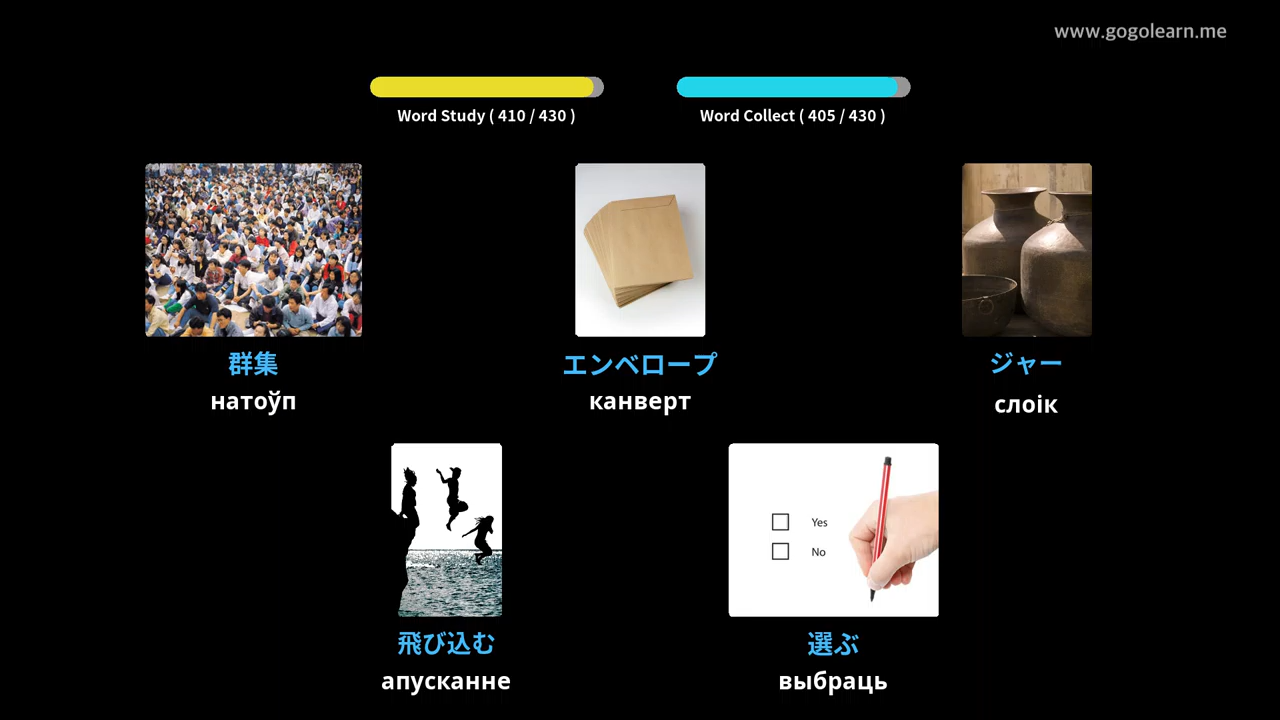 www.gogolearn.me
Word Study ( 410 / 430 )
Word Collect ( 405 / 430 )
群集
натоўп
エンベロープ
канверт
ジャー
слоік
Yes
No
飛び込む
апусканне
選ぶ
выбраць